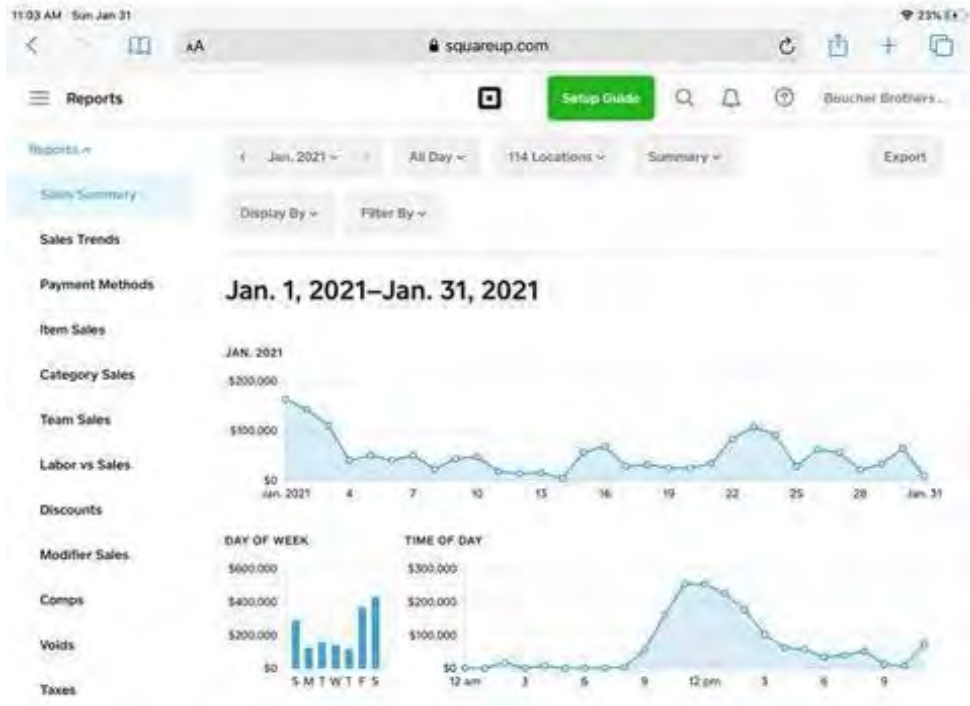 11:03 AM Sun Jan 31 23%
AA squareup.com
Reports Setup Guide Boucher Brothers...
Reports
Jan. 2021 All Day 114 Locations Summary Export
Sales Summary
Display By Filter By
Sales Trends
Payment Methods
Jan. 1, 2021–Jan. 31, 2021
Item Sales
JAN. 2021
Category Sales
$200,000
Team Sales
$100,000
Labor vs Sales
$0
Jan. 2021 4 7 10 13 16 19 22 25 28 Jan. 31
Discounts
DAY OF WEEK TIME OF DAY
Modifier Sales
$600,000 $300,000
Comps
$400,000 $200,000
Voids
$200,000 $100,000
$0 $0
S M T W T F S 12 am 3 6 9 12 pm 3 6 9
Taxes